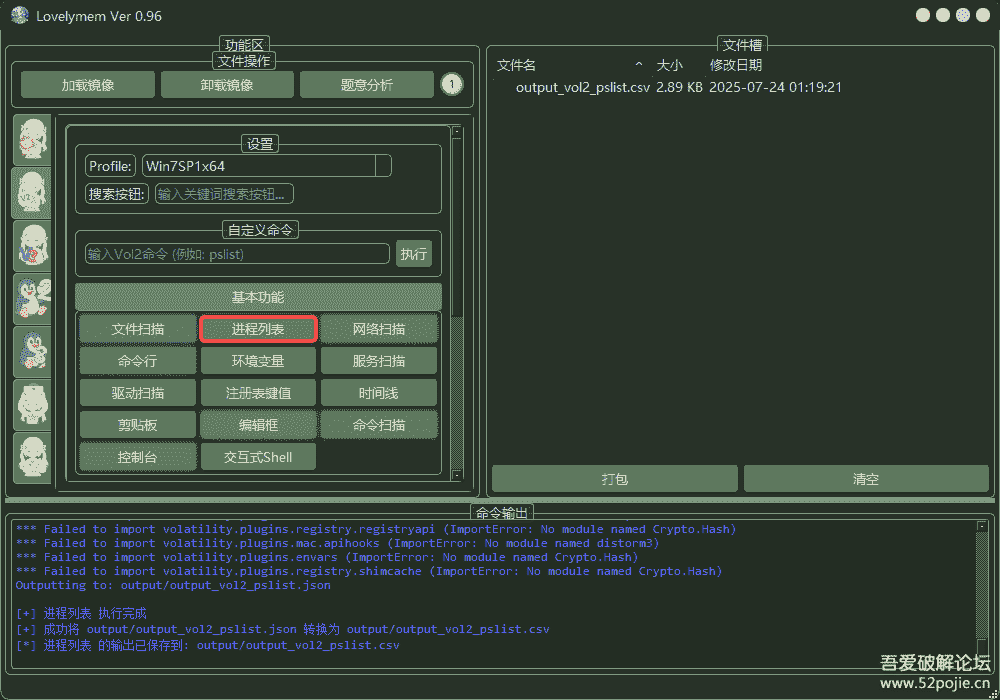 Lovelymem Ver 0.96
功能区
文件操作
加载镜像
卸载镜像
题意分析
1
设置
Profile:
Win7SP1x64
搜索按钮:
输入关键词搜索按钮...
自定义命令
输入Vol2命令 (例如: pslist)
执行
基本功能
文件扫描
进程列表
网络扫描
命令行
环境变量
服务扫描
驱动扫描
注册表键值
时间线
剪贴板
编辑框
命令扫描
控制台
交互式Shell
文件槽
文件名
大小
修改日期
output_vol2_pslist.csv 2.89 KB 2025-07-24 01:19:21
打包
清空
命令输出
*** Failed to import volatility.plugins.registry.registryapi (ImportError: No module named Crypto.Hash)
*** Failed to import volatility.plugins.mac.apihooks (ImportError: No module named distorm3)
*** Failed to import volatility.plugins.envars (ImportError: No module named Crypto.Hash)
*** Failed to import volatility.plugins.registry.shimcache (ImportError: No module named Crypto.Hash)
Outputting to: output/output_vol2_pslist.json
[+] 进程列表 执行完成
[+] 成功将 output/output_vol2_pslist.json 转换为 output/output_vol2_pslist.csv
[*] 进程列表 的输出已保存到: output/output_vol2_pslist.csv
吾爱破解论坛
www.52pojie.cn